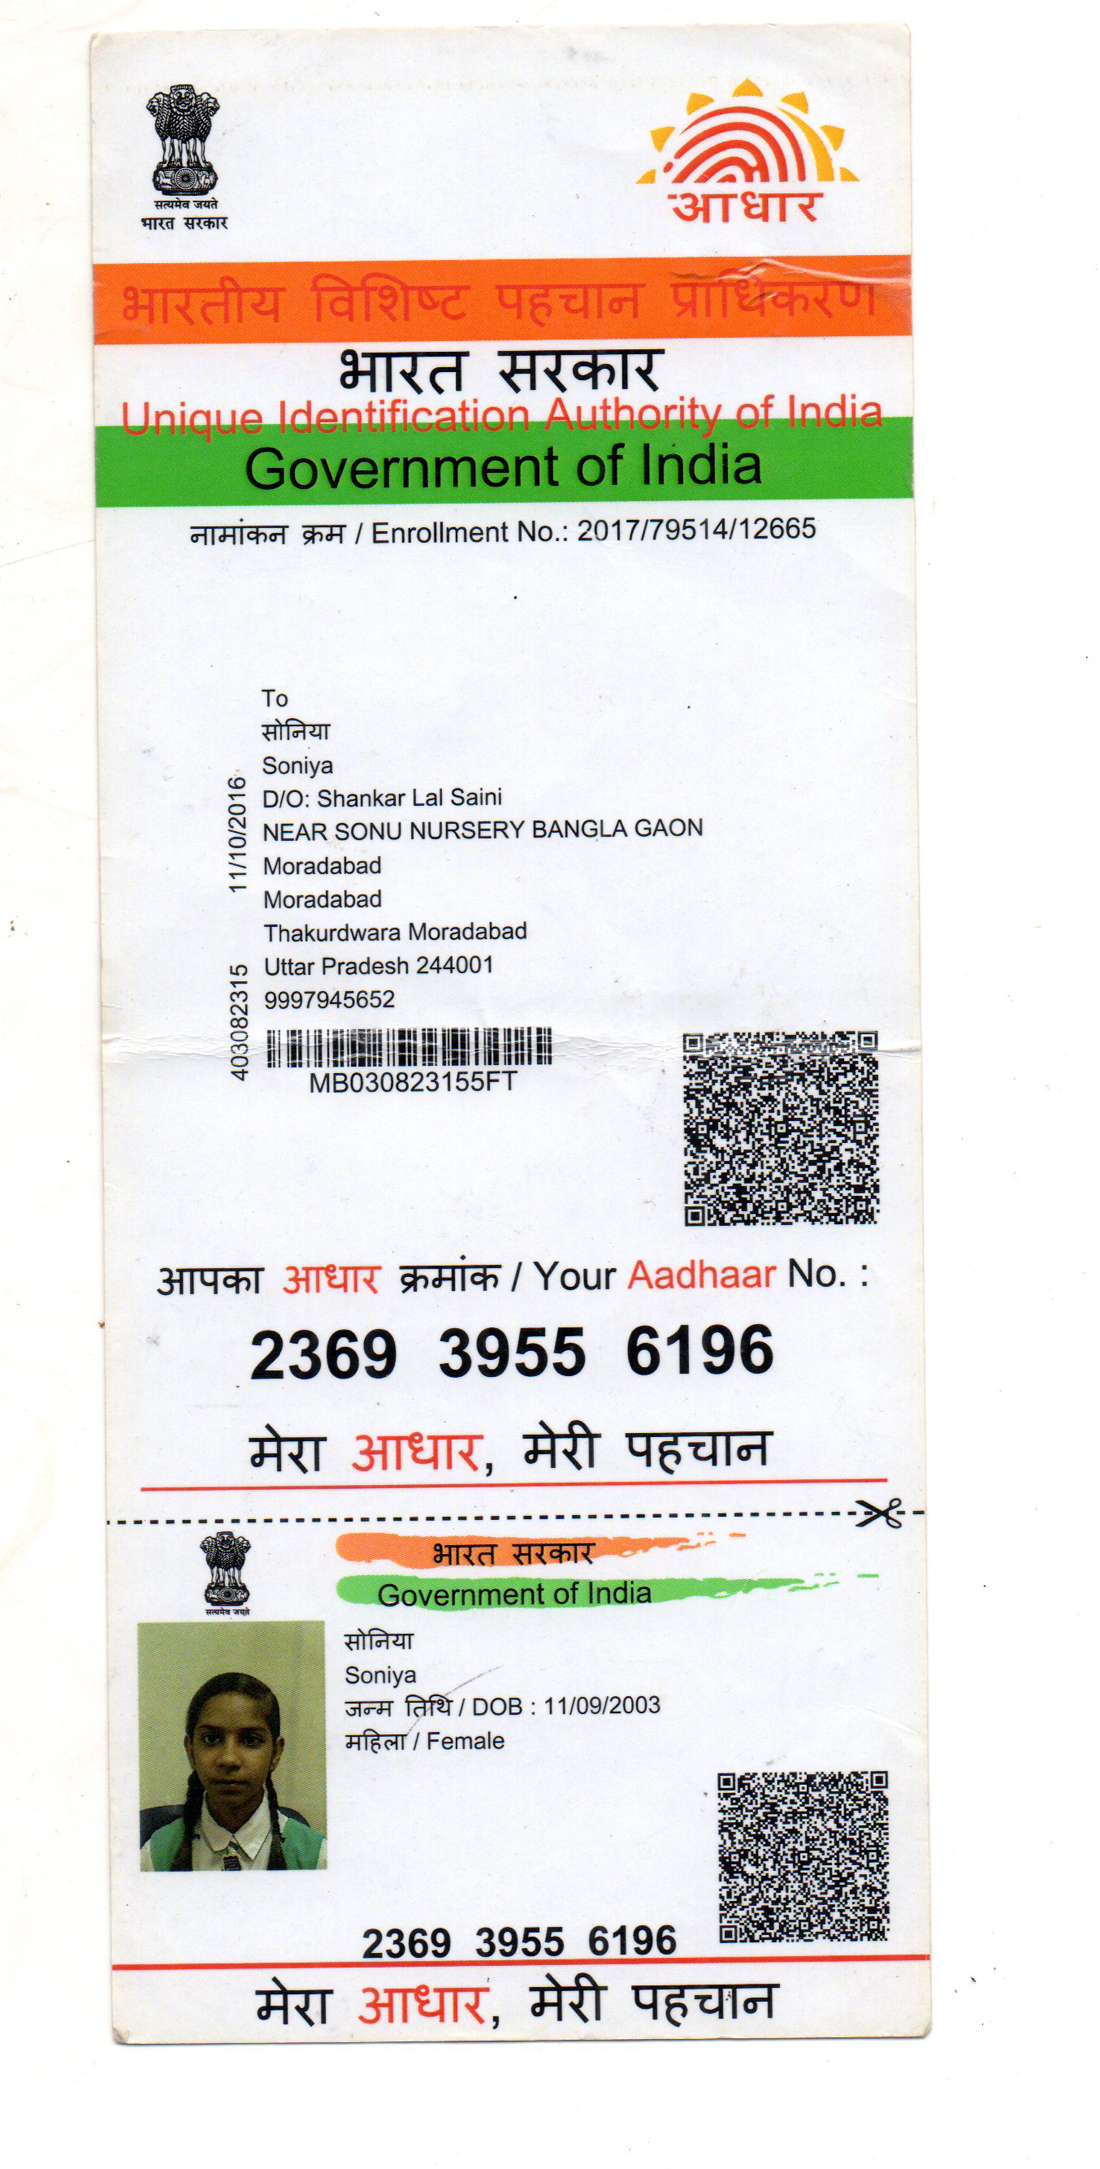 सत्यमेव जयते
भारत सरकार
आधार
भारतीय विशिष्ट पहचान प्राधिकरण
भारत सरकार
Unique Identification Authority of India
Government of India
नामांकन क्रम / Enrollment No.: 2017/79514/12665
To
सोनिया
Soniya
D/O: Shankar Lal Saini
NEAR SONU NURSERY BANGLA GAON
Moradabad
Moradabad
Thakurdwara Moradabad
Uttar Pradesh 244001
9997945652
11/10/2016
403082315
MB030823155FT
आपका आधार क्रमांक / Your Aadhaar No. :
2369 3955 6196
मेरा आधार, मेरी पहचान
सत्यमेव जयते
भारत सरकार
Government of India
सोनिया
Soniya
जन्म तिथि / DOB : 11/09/2003
महिला / Female
2369 3955 6196
मेरा आधार, मेरी पहचान